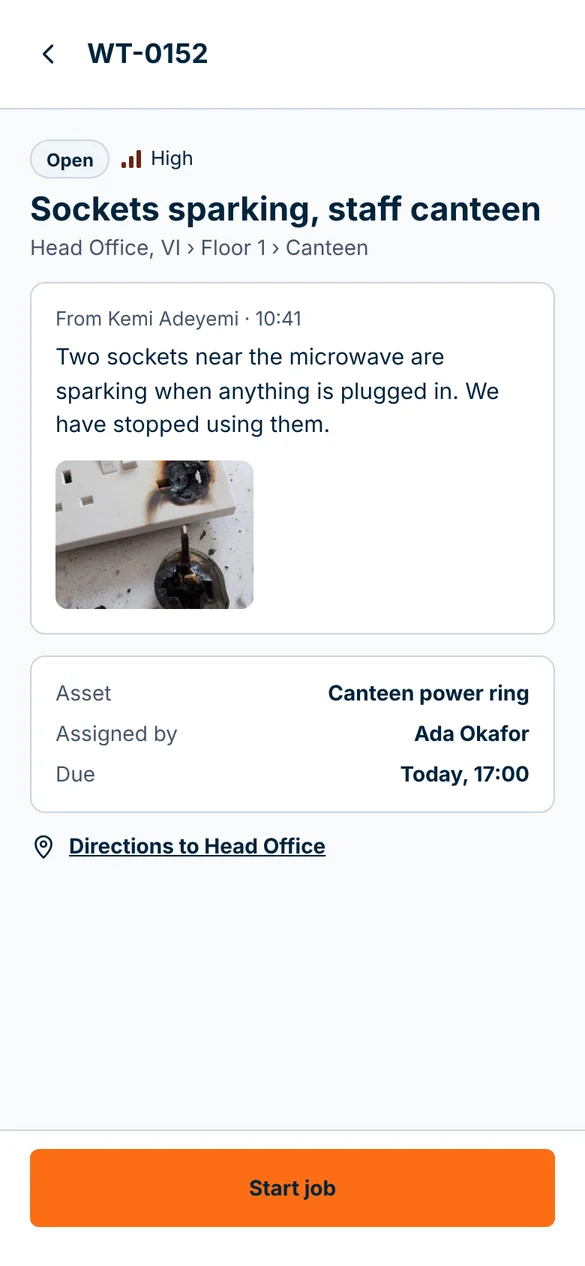 WT-0152
Open
High
Sockets sparking, staff canteen
Head Office, VI › Floor 1 › Canteen
From Kemi Adeyemi · 10:41
Two sockets near the microwave are
sparking when anything is plugged in. We
have stopped using them.
Asset
Canteen power ring
Assigned by
Ada Okafor
Due
Today, 17:00
Directions to Head Office
Start job